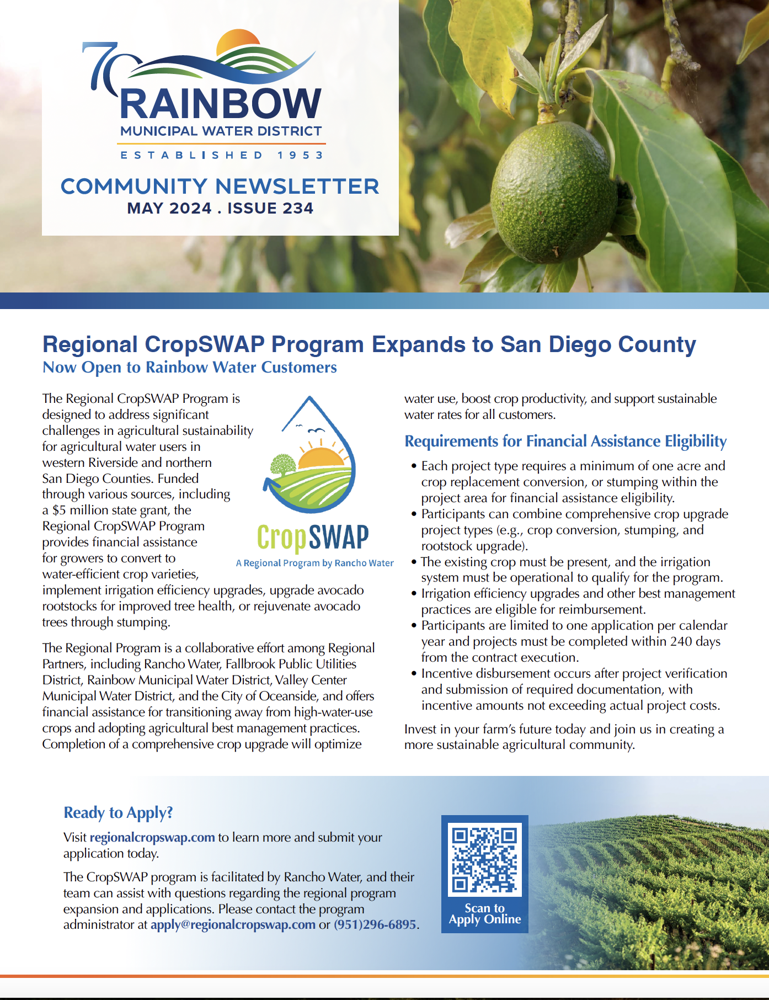 70
RAINBOW
MUNICIPAL WATER DISTRICT
ESTABLISHED 1953
COMMUNITY NEWSLETTER
MAY 2024 . ISSUE 234
Regional CropSWAP Program Expands to San Diego County
Now Open to Rainbow Water Customers
The Regional CropSWAP Program is
designed to address significant
challenges in agricultural sustainability
for agricultural water users in
western Riverside and northern
San Diego Counties. Funded
through various sources, including
a $5 million state grant, the
Regional CropSWAP Program
provides financial assistance
for growers to convert to
water-efficient crop varieties,
implement irrigation efficiency upgrades, upgrade avocado
rootstocks for improved tree health, or rejuvenate avocado
trees through stumping.
CropSWAP
A Regional Program by Rancho Water
The Regional Program is a collaborative effort among Regional
Partners, including Rancho Water, Fallbrook Public Utilities
District, Rainbow Municipal Water District, Valley Center
Municipal Water District, and the City of Oceanside, and offers
financial assistance for transitioning away from high-water-use
crops and adopting agricultural best management practices.
Completion of a comprehensive crop upgrade will optimize
water use, boost crop productivity, and support sustainable
water rates for all customers.
Requirements for Financial Assistance Eligibility
• Each project type requires a minimum of one acre and
crop replacement conversion, or stumping within the
project area for financial assistance eligibility.
• Participants can combine comprehensive crop upgrade
project types (e.g., crop conversion, stumping, and
rootstock upgrade).
• The existing crop must be present, and the irrigation
system must be operational to qualify for the program.
• Irrigation efficiency upgrades and other best management
practices are eligible for reimbursement.
• Participants are limited to one application per calendar
year and projects must be completed within 240 days
from the contract execution.
• Incentive disbursement occurs after project verification
and submission of required documentation, with
incentive amounts not exceeding actual project costs.
Invest in your farm's future today and join us in creating a
more sustainable agricultural community.
Ready to Apply?
Visit regionalcropswap.com to learn more and submit your
application today.
The CropSWAP program is facilitated by Rancho Water, and their
team can assist with questions regarding the regional program
expansion and applications. Please contact the program
administrator at apply@regionalcropswap.com or (951)296-6895.
Scan to
Apply Online